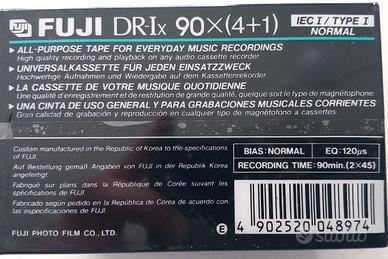 FUJI FUJI DR-Ix 90×(4+1) IEC I / TYPE I
NORMAL
▸ ALL-PURPOSE TAPE FOR EVERYDAY MUSIC RECORDINGS
High quality recording and playback on any audio cassette recorder.
▸ UNIVERSALKASSETTE FÜR JEDEN EINSATZZWECK
Hochwertige Aufnahmen und Wiedergabe auf dem Kassettenrekorder.
▸ LA CASSETTE DE VOTRE MUSIQUE QUOTIDIENNE
Une qualité d'enregistrement et de restitution de grande qualité, quelque soit le type de magnétophone.
▸ UNA CINTA DE USO GENERAL Y PARA GRABACIONES MUSICALES CORRIENTES
Gran calidad de grabación y reproducción en cualquier tipo de magnetófono a cassettes.
Custom manufactured in the Republic of Korea to the specifications
of FUJI.
Auf Bestellung gemäß Angaben von FUJI in der Republik Korea
angefertigt
Fabriqué sur plans dans la République de Corée suivant les
spécifications de FUJI.
Fabricado según pedido en la República de Corea de acuerdo con
las especificaciones de FUJI.
FUJI PHOTO FILM CO., LTD.
BIAS: NORMAL EQ: 120μs
RECORDING TIME: 90min. (2×45)
E
4 902520 048974
subito